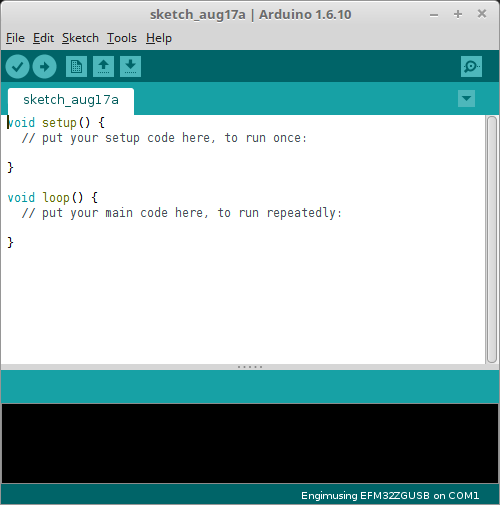 sketch_aug17a | Arduino 1.6.10
File Edit Sketch Tools Help
sketch_aug17a
void setup() {
  // put your setup code here, to run once:
}
void loop() {
  // put your main code here, to run repeatedly:
}
Engimusing EFM32ZGUSB on COM1